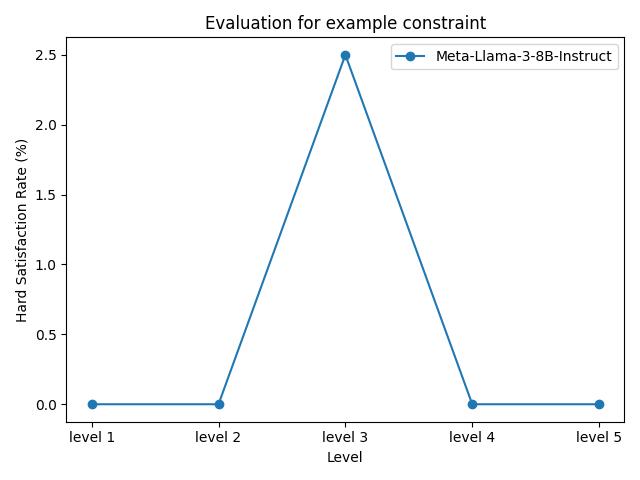 Evaluation for example constraint
Meta-Llama-3-8B-Instruct
Hard Satisfaction Rate (%)
2.5
2.0
1.5
1.0
0.5
0.0
level 1 level 2 level 3 level 4 level 5
Level